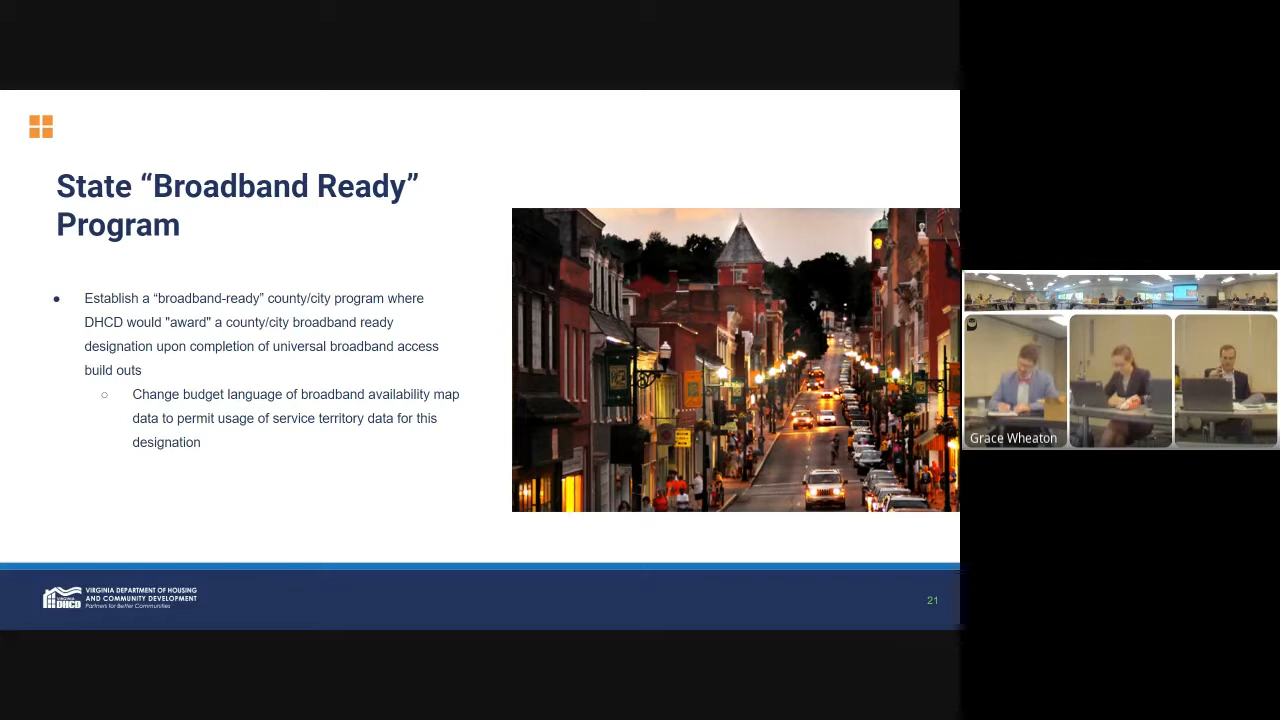 State “Broadband Ready”
Program
● Establish a “broadband-ready” county/city program where
DHCD would "award" a county/city broadband ready
designation upon completion of universal broadband access
build outs
○ Change budget language of broadband availability map
data to permit usage of service territory data for this
designation
VIRGINIA DEPARTMENT OF HOUSING
AND COMMUNITY DEVELOPMENT
Partners for Better Communities
VIRGINIA
DHCD
21
Grace Wheaton